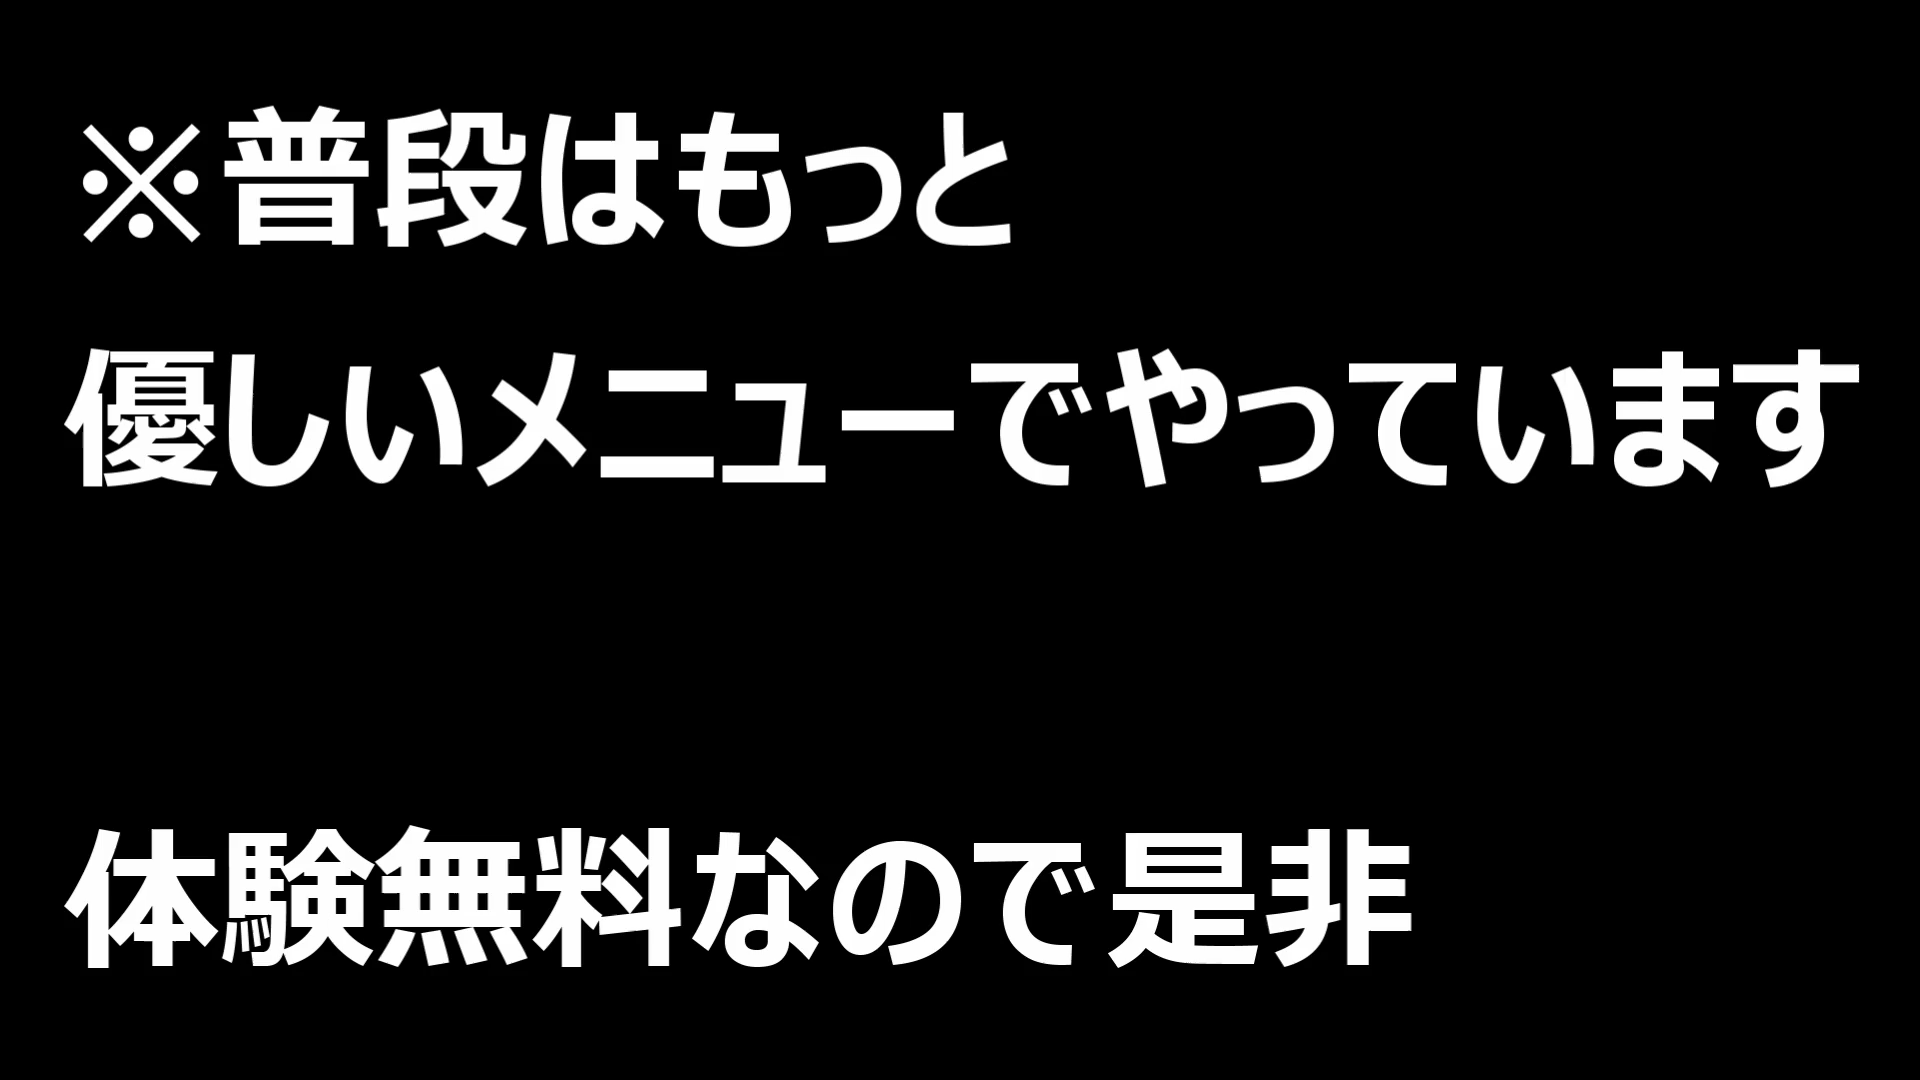 ※普段はもっと
優しいメニューでやっています
体験無料なので是非